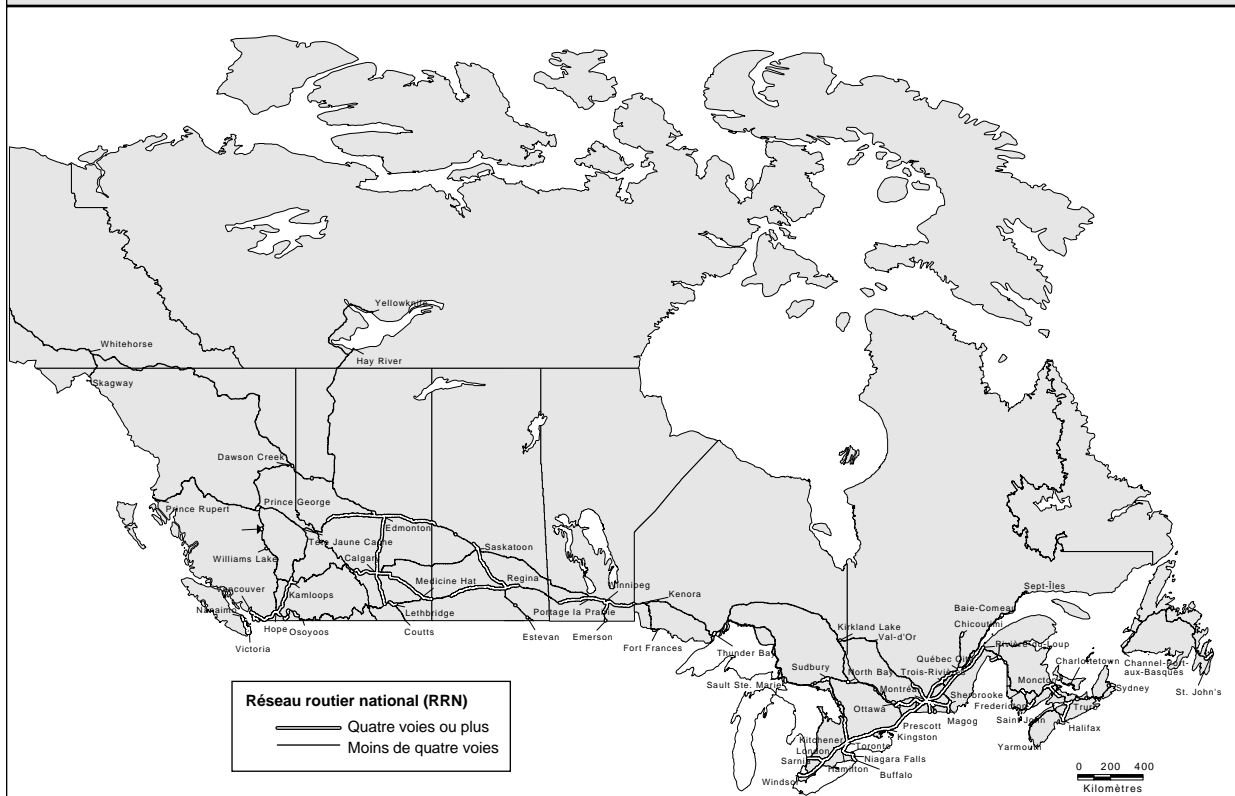 Yellowknife
Whitehorse
Hay River
Skagway
Dawson Creek
Prince George
Prince Rupert
Edmonton
Tête Jaune Cache
Saskatoon
Williams Lake
Calgary
Medicine Hat
Regina
Winnipeg
Vancouver
Kamloops
Kenora
Nanaimo
Lethbridge
Portage la Prairie
Hope
Osoyoos
Coutts
Estevan
Emerson
Victoria
Fort Frances
Thunder Bay
Sept-Îles
Baie-Comeau
Chicoutimi
Kirkland Lake
Val-d'Or
Rivière-du-Loup
Québec City
Charlottetown
Channel-Port-
aux-Basques
Sudbury
North Bay
Trois-Rivières
Moncton
Sault Ste. Marie
Montréal
Sherbrooke
Sydney
St. John's
Ottawa
Fredericton
Truro
Prescott
Magog
Saint John
Halifax
Kingston
Kitchener
Toronto
Yarmouth
London
Sarnia
Niagara Falls
Hamilton
Buffalo
Windsor
Réseau routier national (RRN)
Quatre voies ou plus
Moins de quatre voies
0 200 400
Kilomètres